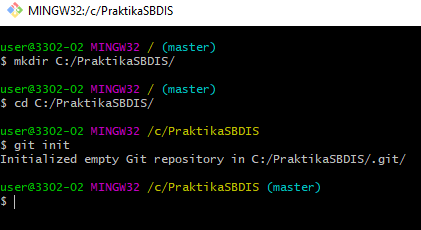 MINGW32:/c/PraktikaSBDIS
user@3302-02 MINGW32 / (master)
$ mkdir C:/PraktikaSBDIS/
user@3302-02 MINGW32 / (master)
$ cd C:/PraktikaSBDIS/
user@3302-02 MINGW32 /c/PraktikaSBDIS
$ git init
Initialized empty Git repository in C:/PraktikaSBDIS/.git/
user@3302-02 MINGW32 /c/PraktikaSBDIS (master)
$